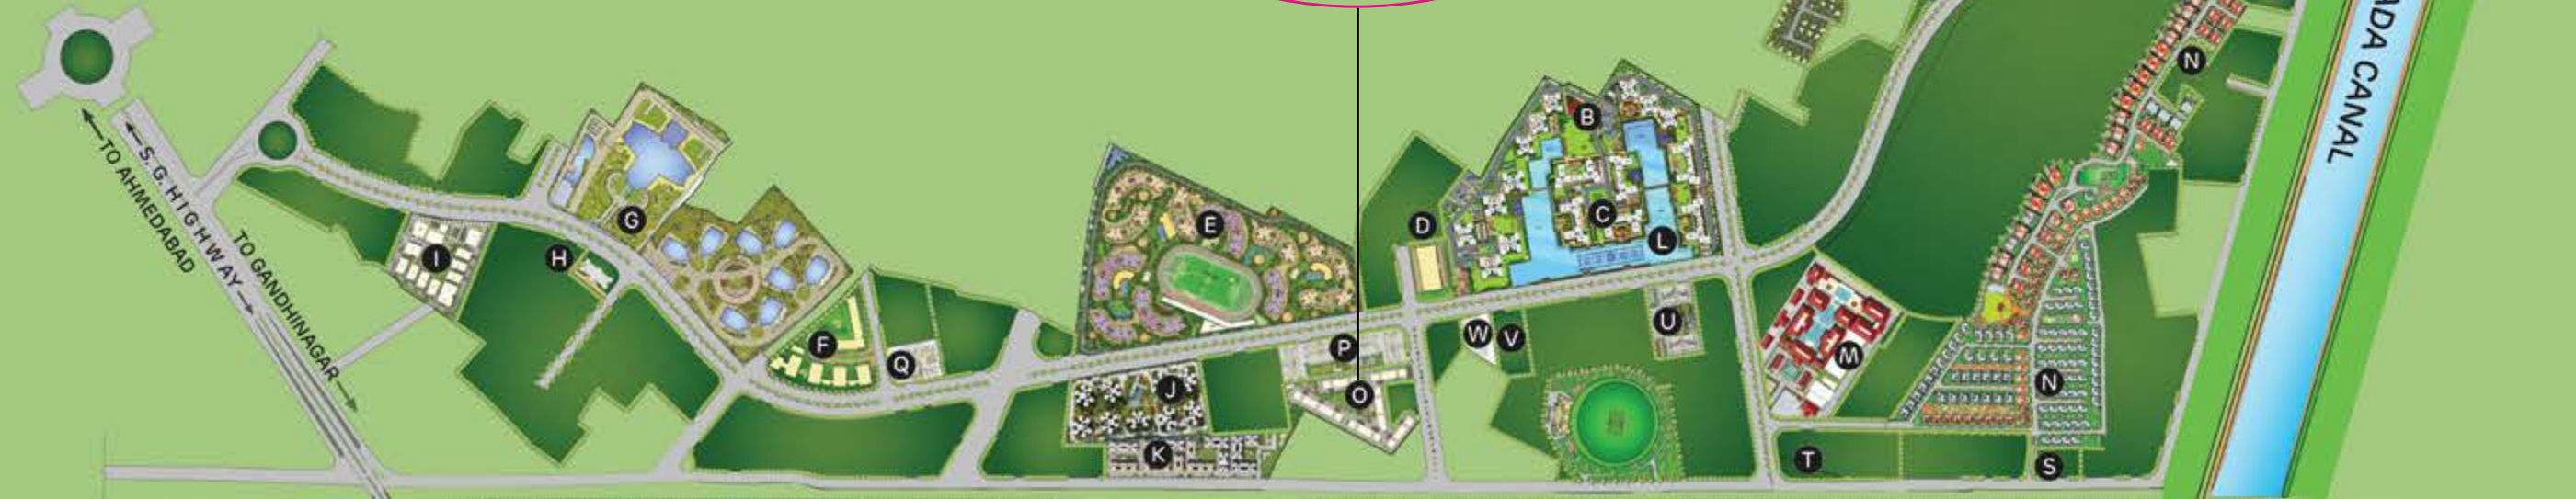 TO AHMEDABAD
S. G. HIGHWAY
TO GANDHINAGAR
I
H
G
F
Q
E
J
K
P
O
D
B
C
L
W
V
U
M
N
N
T
S
ADA CANAL